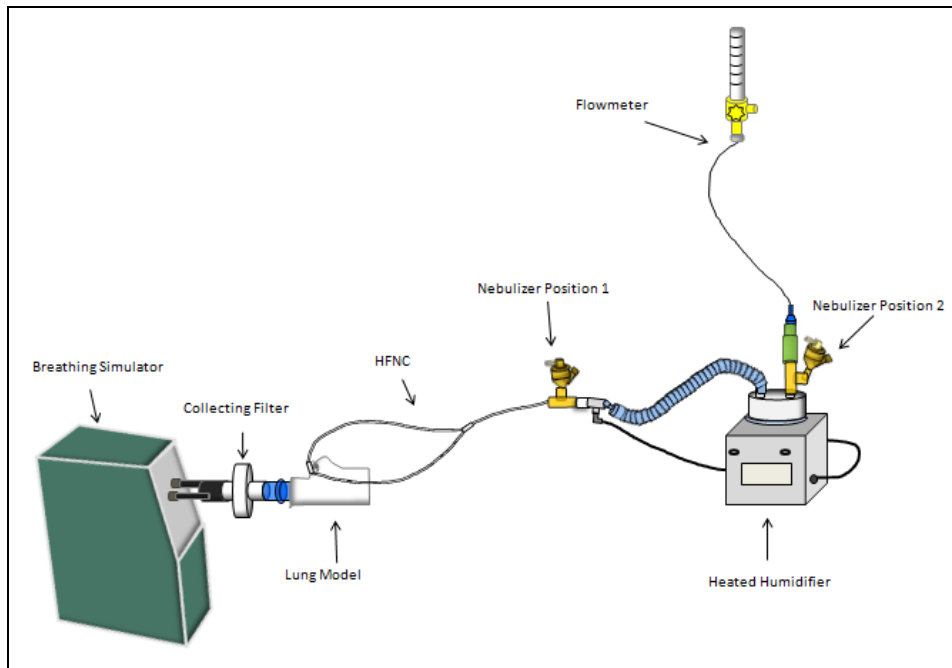 Flowmeter
Nebulizer Position 1
Nebulizer Position 2
HFNC
Breathing Simulator
Collecting Filter
Lung Model
Heated Humidifier